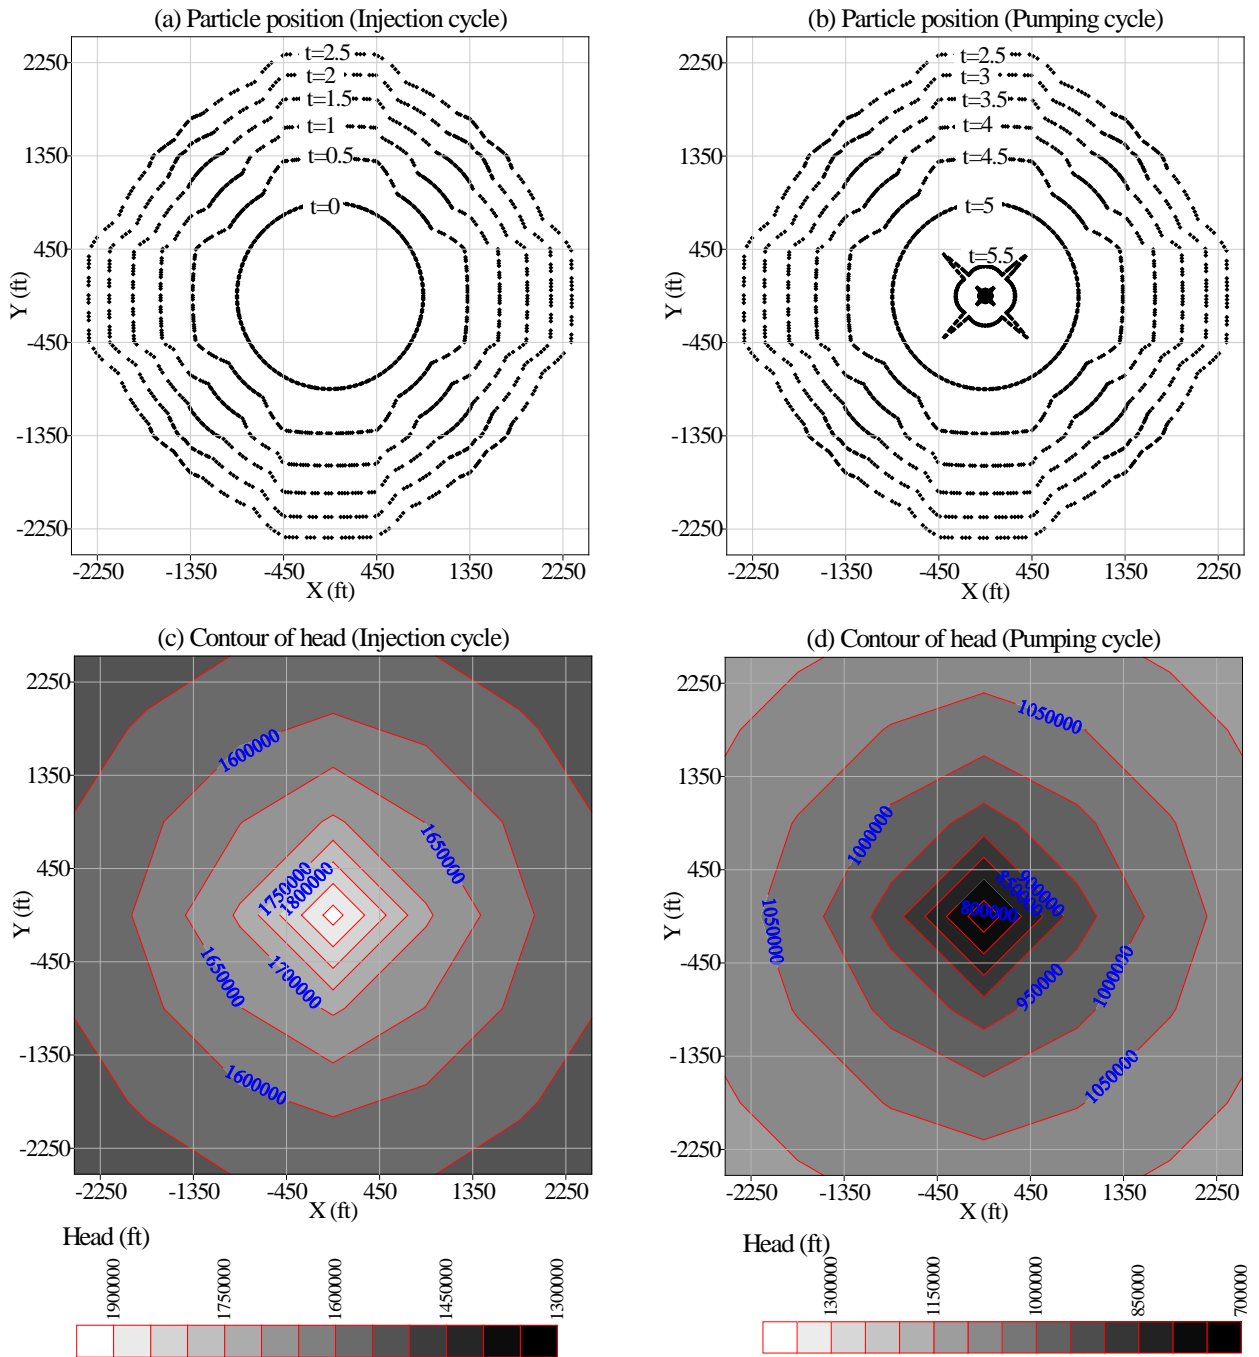 (a) Particle position (Injection cycle)
2250
1350
450
-450
-1350
-2250
Y (ft)
t=2.5
t=2
t=1.5
t=1
t=0.5
t=0
-2250 -1350 -450 450 1350 2250
X (ft)
(b) Particle position (Pumping cycle)
2250
1350
450
-450
-1350
-2250
Y (ft)
t=2.5
t=3
t=3.5
t=4
t=4.5
t=5
t=5.5
-2250 -1350 -450 450 1350 2250
X (ft)
(c) Contour of head (Injection cycle)
2250
1350
450
-450
-1350
-2250
Y (ft)
1600000
1650000
1750000
1800000
1650000
1700000
1600000
-2250 -1350 -450 450 1350 2250
X (ft)
Head (ft)
1900000 1750000 1600000 1450000 1300000
(d) Contour of head (Pumping cycle)
2250
1350
450
-450
-1350
-2250
Y (ft)
1050000
1000000
900000
850000
800000
1050000
950000
1000000
1050000
-2250 -1350 -450 450 1350 2250
X (ft)
Head (ft)
1300000 1150000 1000000 850000 700000